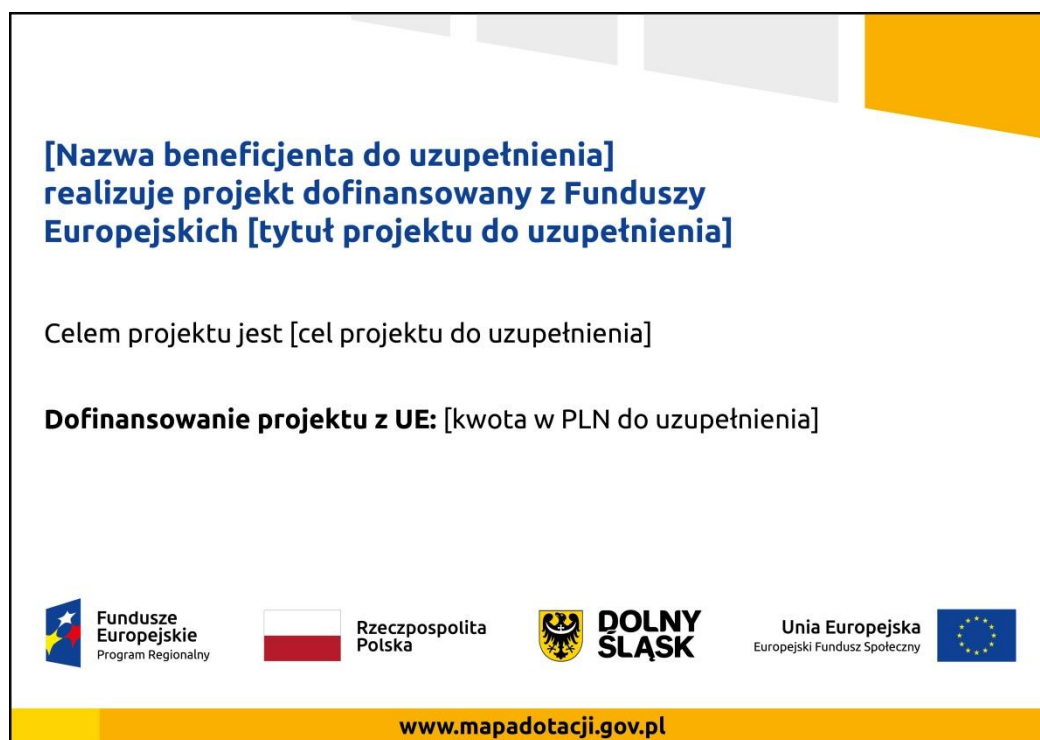 [Nazwa beneficjenta do uzupełnienia]
realizuje projekt dofinansowany z Funduszy
Europejskich [tytuł projektu do uzupełnienia]
Celem projektu jest [cel projektu do uzupełnienia]
Dofinansowanie projektu z UE: [kwota w PLN do uzupełnienia]
Fundusze
Europejskie
Program Regionalny
Rzeczpospolita
Polska
DOLNY
ŚLĄSK
Unia Europejska
Europejski Fundusz Społeczny
www.mapadotacji.gov.pl